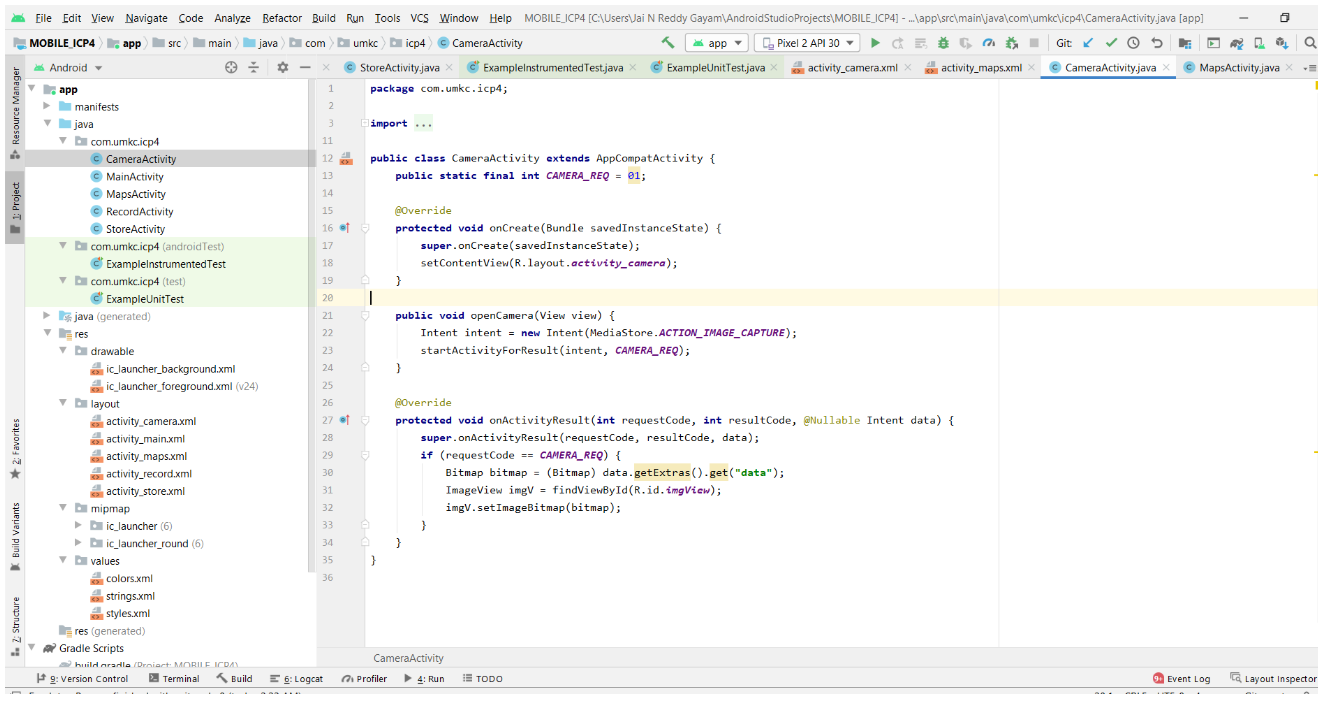 File Edit View Navigate Code Analyze Refactor Build Run Tools VCS Window Help MOBILE_ICP4 [C:\Users\Jai N Reddy Gayam\AndroidStudioProjects\MOBILE_ICP4] - ...\app\src\main\java\com\umkc\icp4\CameraActivity.java [app]
MOBILE_ICP4 app src main java com umkc icp4 CameraActivity app Pixel 2 API 30 Git:
Android StoreActivity.java ExampleInstrumentedTest.java ExampleUnitTest.java activity_camera.xml activity_maps.xml CameraActivity.java MapsActivity.java
Resource Manager
1: Project
2: Favorites
Build Variants
7: Structure
app
manifests
java
com.umkc.icp4
CameraActivity
MainActivity
MapsActivity
RecordActivity
StoreActivity
com.umkc.icp4 (androidTest)
ExampleInstrumentedTest
com.umkc.icp4 (test)
ExampleUnitTest
java (generated)
res
drawable
ic_launcher_background.xml
ic_launcher_foreground.xml (v24)
layout
activity_camera.xml
activity_main.xml
activity_maps.xml
activity_record.xml
activity_store.xml
mipmap
ic_launcher (6)
ic_launcher_round (6)
values
colors.xml
strings.xml
styles.xml
res (generated)
Gradle Scripts
build.gradle (Project: MOBILE_ICP4)
1 package com.umkc.icp4;
2
3 import ...
11
12 public class CameraActivity extends AppCompatActivity {
13 public static final int CAMERA_REQ = 01;
14
15 @Override
16 protected void onCreate(Bundle savedInstanceState) {
17 super.onCreate(savedInstanceState);
18 setContentView(R.layout.activity_camera);
19 }
20
21 public void openCamera(View view) {
22 Intent intent = new Intent(MediaStore.ACTION_IMAGE_CAPTURE);
23 startActivityForResult(intent, CAMERA_REQ);
24 }
25
26 @Override
27 protected void onActivityResult(int requestCode, int resultCode, @Nullable Intent data) {
28 super.onActivityResult(requestCode, resultCode, data);
29 if (requestCode == CAMERA_REQ) {
30 Bitmap bitmap = (Bitmap) data.getExtras().get("data");
31 ImageView imgV = findViewById(R.id.imgView);
32 imgV.setImageBitmap(bitmap);
33 }
34 }
35 }
36
CameraActivity
9: Version Control Terminal Build 6: Logcat Profiler 4: Run TODO Event Log Layout Inspector